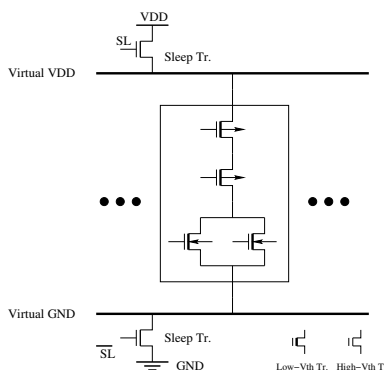 VDD
SL
Sleep Tr.
Virtual VDD
Virtual GND
Sleep Tr.
SL
GND
Low-Vth Tr. High-Vth T